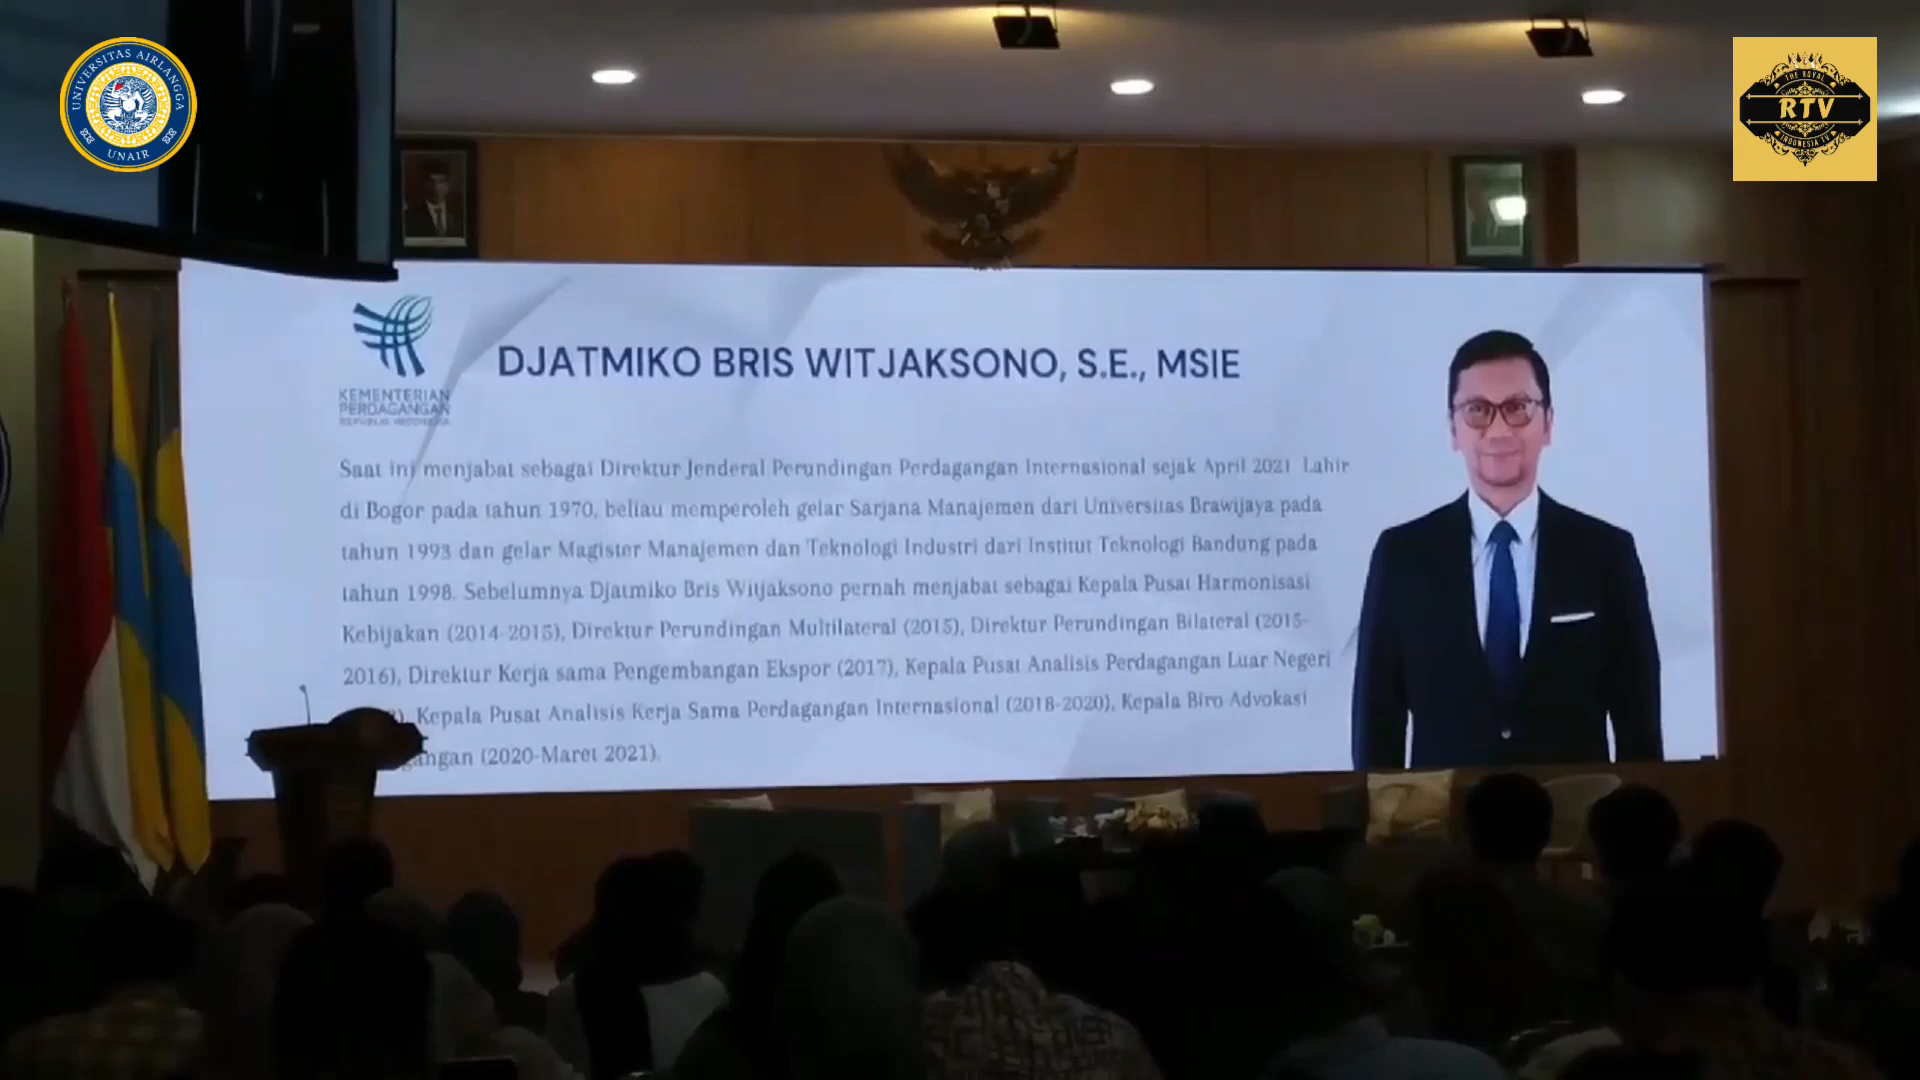 UNIVERSITAS AIRLANGGA
UNAIR
THE ROYAL
RTV
INDONESIA TV
KEMENTERIAN
PERDAGANGAN
REPUBLIK INDONESIA
DJATMIKO BRIS WITJAKSONO, S.E., MSIE
Saat ini menjabat sebagai Direktur Jenderal Perundingan Perdagangan Internasional sejak April 2021 Lahir
di Bogor pada tahun 1970, beliau memperoleh gelar Sarjana Manajemen dari Universitas Brawijaya pada
tahun 1993 dan gelar Magister Manajemen dan Teknologi Industri dari Institut Teknologi Bandung pada
tahun 1998. Sebelumnya Djatmiko Bris Witjaksono pernah menjabat sebagai Kepala Pusat Harmonisasi
Kebijakan (2014-2015), Direktur Perundingan Multilateral (2015), Direktur Perundingan Bilateral (2015-
2016), Direktur Kerja sama Pengembangan Ekspor (2017), Kepala Pusat Analisis Perdagangan Luar Negeri
), Kepala Pusat Analisis Kerja Sama Perdagangan Internasional (2018-2020), Kepala Biro Advokasi
gangan (2020-Maret 2021).